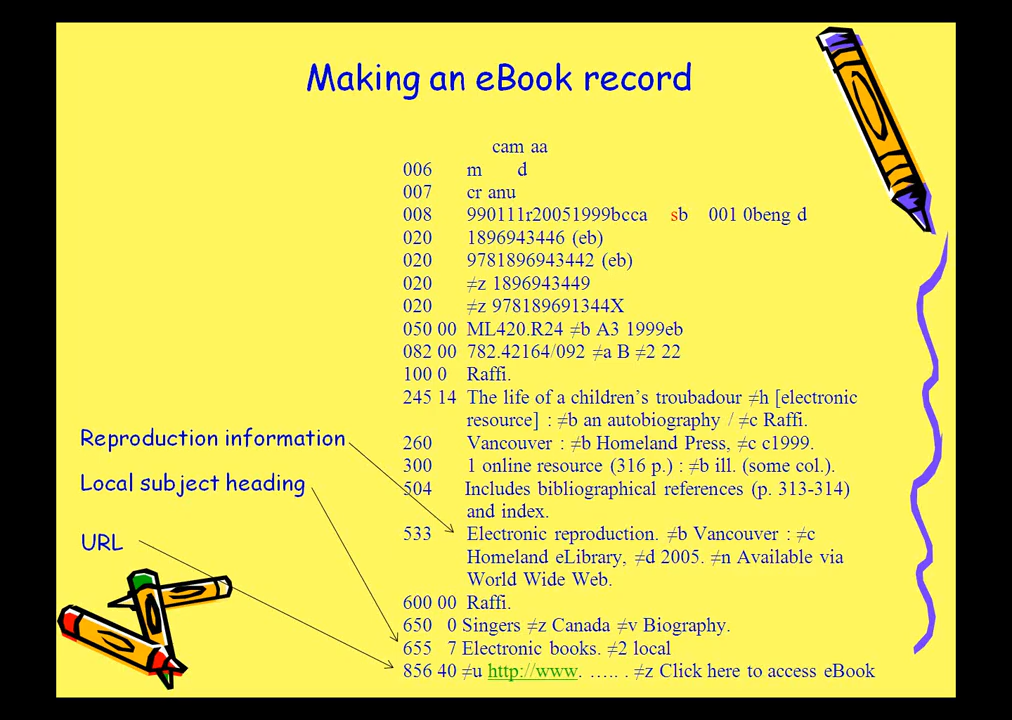 Making an eBook record
cam aa
006 m d
007 cr anu
008 990111r20051999bcca sb 001 0beng d
020 1896943446 (eb)
020 9781896943442 (eb)
020 ≠z 1896943449
020 ≠z 978189691344X
050 00 ML420.R24 ≠b A3 1999eb
082 00 782.42164/092 ≠a B ≠2 22
100 0 Raffi.
245 14 The life of a children’s troubadour ≠h [electronic
resource] : ≠b an autobiography / ≠c Raffi.
260 Vancouver : ≠b Homeland Press, ≠c c1999.
300 1 online resource (316 p.) : ≠b ill. (some col.).
504 Includes bibliographical references (p. 313-314)
and index.
533 Electronic reproduction. ≠b Vancouver : ≠c
Homeland eLibrary, ≠d 2005. ≠n Available via
World Wide Web.
600 00 Raffi.
650 0 Singers ≠z Canada ≠v Biography.
655 7 Electronic books. ≠2 local
856 40 ≠u http://www. ….. . ≠z Click here to access eBook
Reproduction information
Local subject heading
URL